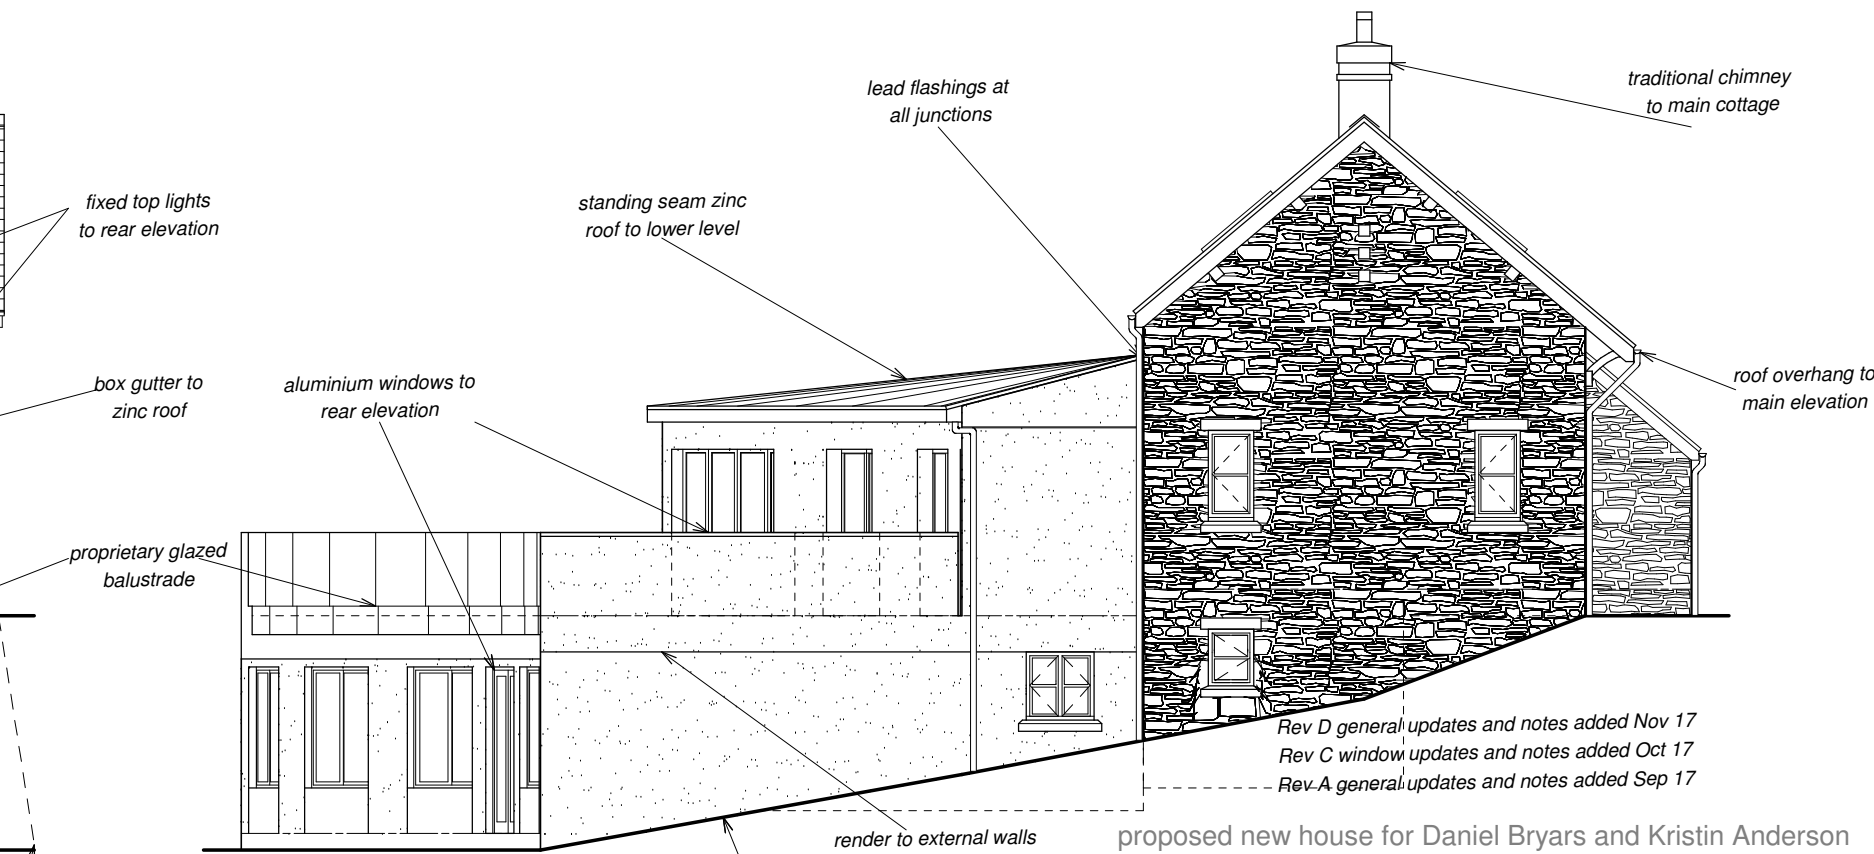 lead flashings at
all junctions
traditional chimney
to main cottage
fixed top lights
to rear elevation
standing seam zinc
roof to lower level
box gutter to
zinc roof
aluminium windows to
rear elevation
roof overhang to
main elevation
proprietary glazed
balustrade
Rev D general updates and notes added Nov 17
Rev C window updates and notes added Oct 17
Rev A general updates and notes added Sep 17
render to external walls
proposed new house for Daniel Bryars and Kristin Anderson